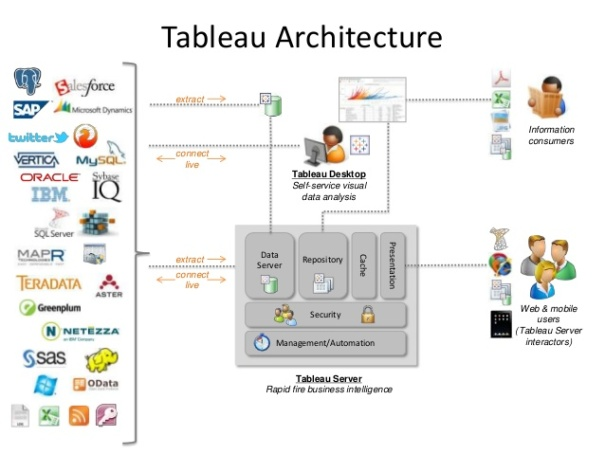 Tableau Architecture
salesforce
SAP
Microsoft Dynamics
twitter
VERTICA
MySQL
ORACLE
Sybase
IQ
IBM
SQL Server
MAPR
TERADATA
ASTER
Greenplum
NETEZZA
sas
OData
extract
connect
live
extract
connect
live
Tableau Desktop
Self-service visual
data analysis
Information
consumers
Data
Server
Repository
Cache
Presentation
Security
Management/Automation
Tableau Server
Rapid fire business intelligence
Web & mobile
users
(Tableau Server
interactors)